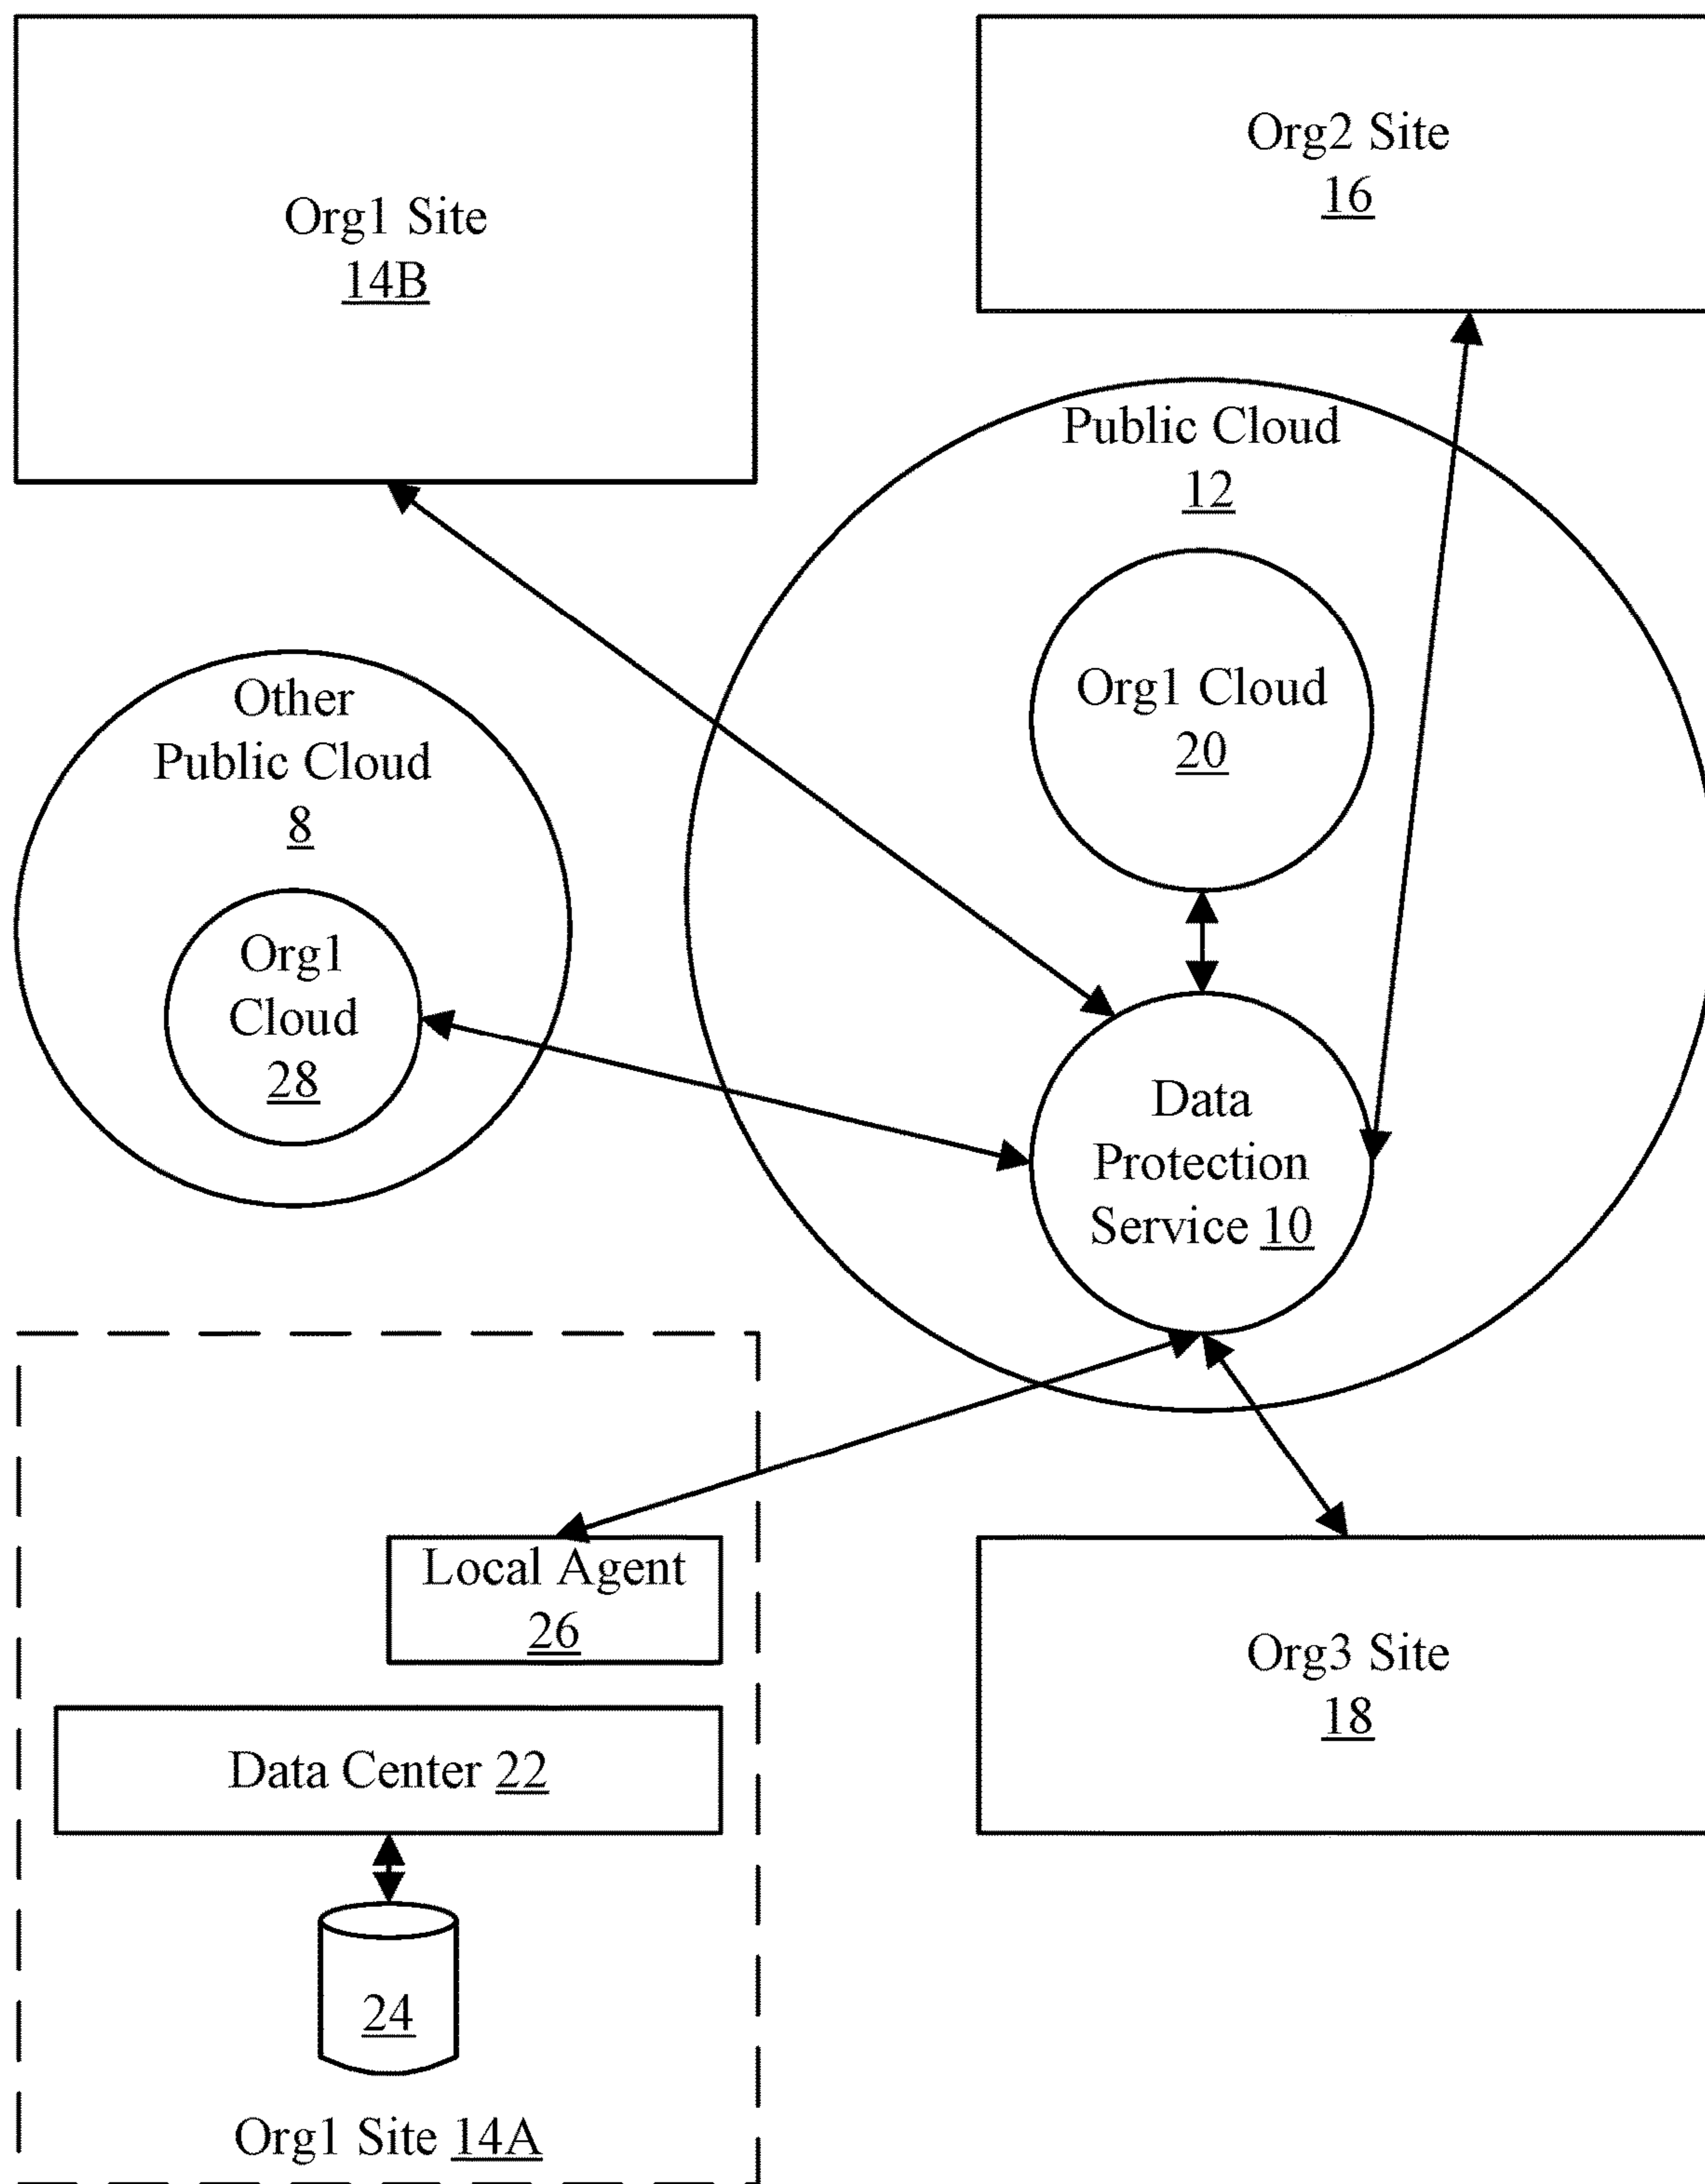 Org1 Site
14B
Org2 Site
16
Public Cloud
12
Org1 Cloud
20
Other
Public Cloud
8
Org1
Cloud
28
Data
Protection
Service 10
Local Agent
26
Data Center 22
24
Org1 Site 14A
Org3 Site
18